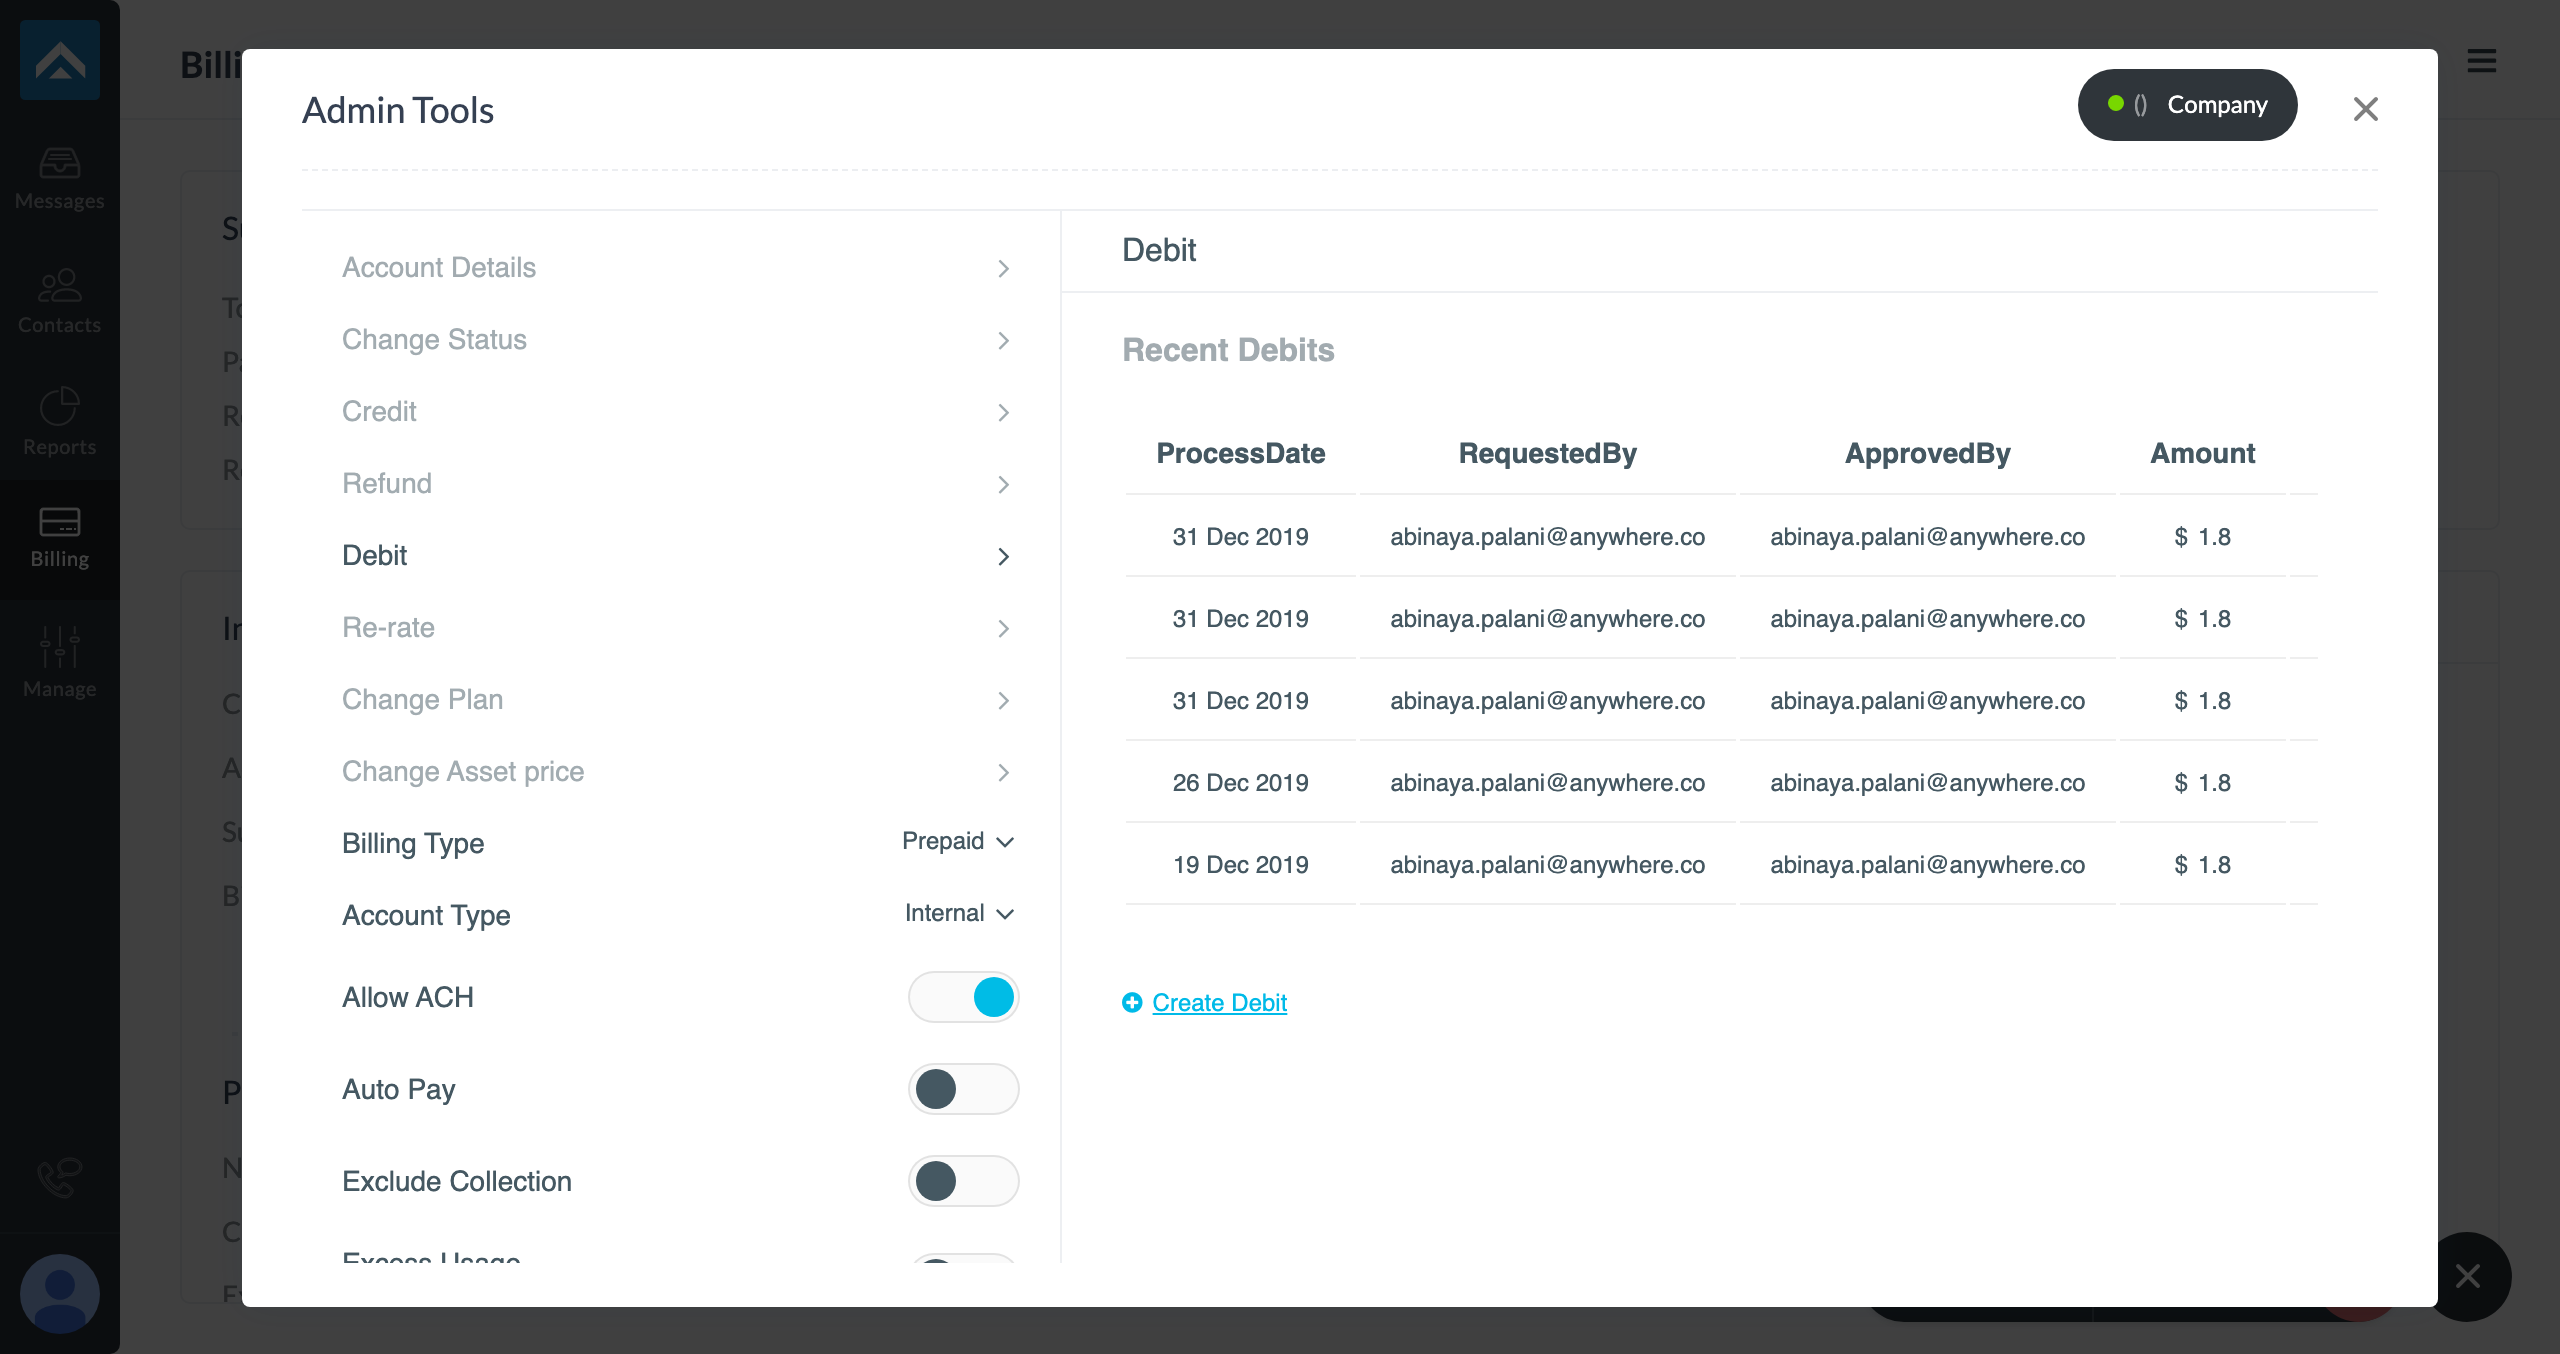 Billi
Admin Tools
() Company
Messages
Contacts
Reports
Billing
Manage
Account Details
Change Status
Credit
Refund
Debit
Re-rate
Change Plan
Change Asset price
Billing Type Prepaid
Account Type Internal
Allow ACH
Auto Pay
Exclude Collection
Excess Usage
Debit
Recent Debits
ProcessDate RequestedBy ApprovedBy Amount
31 Dec 2019 abinaya.palani@anywhere.co abinaya.palani@anywhere.co $ 1.8
31 Dec 2019 abinaya.palani@anywhere.co abinaya.palani@anywhere.co $ 1.8
31 Dec 2019 abinaya.palani@anywhere.co abinaya.palani@anywhere.co $ 1.8
26 Dec 2019 abinaya.palani@anywhere.co abinaya.palani@anywhere.co $ 1.8
19 Dec 2019 abinaya.palani@anywhere.co abinaya.palani@anywhere.co $ 1.8
Create Debit